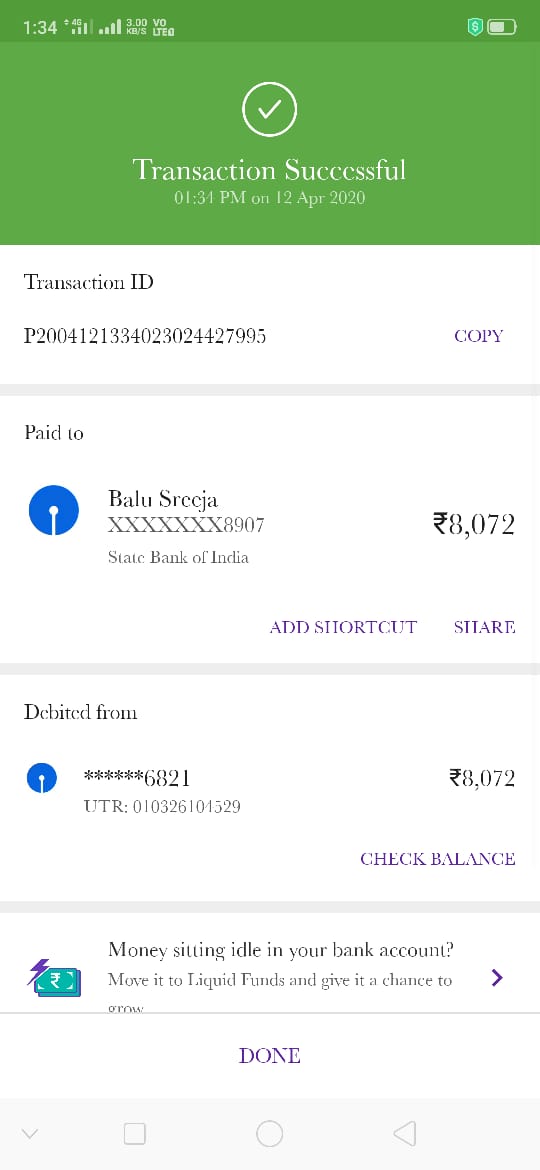 1:34 4G 3.00 KB/S VO LTE
Transaction Successful
01:34 PM on 12 Apr 2020
Transaction ID
P2004121334023024427995 COPY
Paid to
Balu Sreeja
XXXXXXX8907 ₹8,072
State Bank of India
ADD SHORTCUT SHARE
Debited from
******6821 ₹8,072
UTR: 010326104529
CHECK BALANCE
Money sitting idle in your bank account?
Move it to Liquid Funds and give it a chance to
grow
DONE